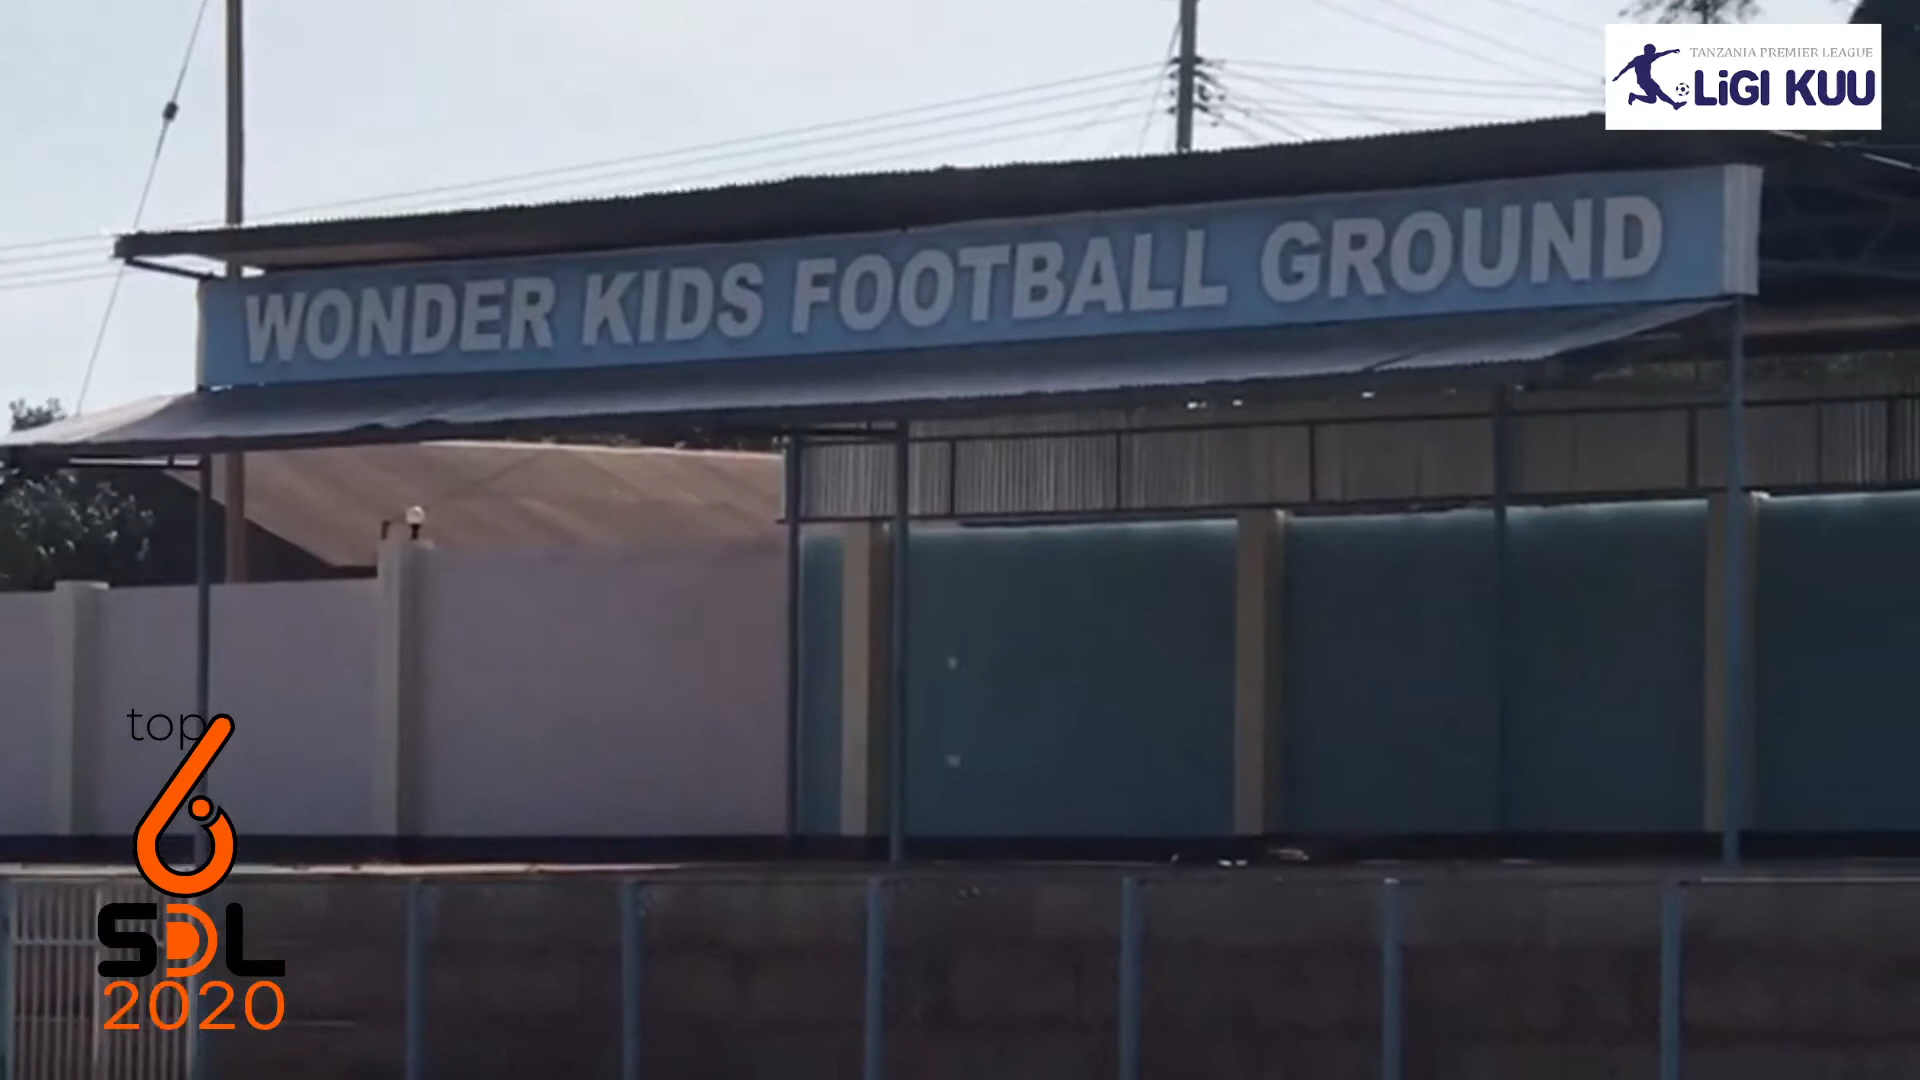 TANZANIA PREMIER LEAGUE
LiGI KUU
WONDER KIDS FOOTBALL GROUND
top
6
SDL
2020